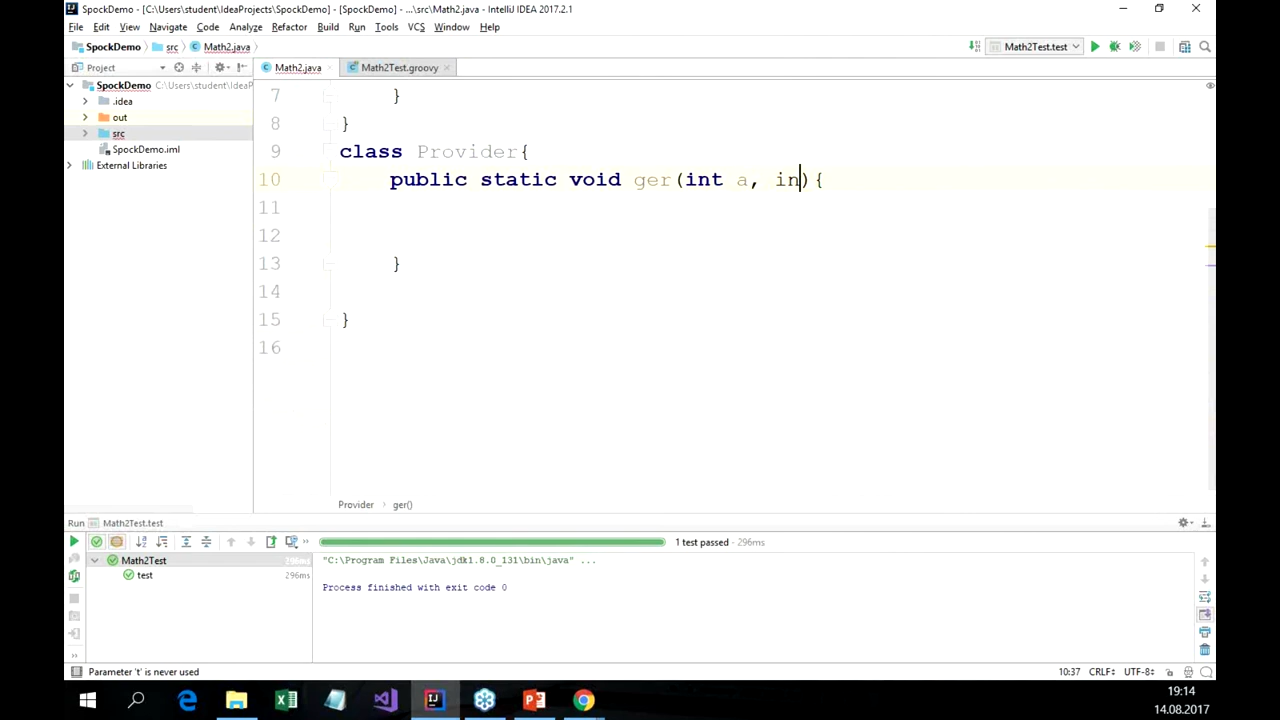 SpockDemo - [C:\Users\student\IdeaProjects\SpockDemo] - [SpockDemo] - ...\src\Math2.java - IntelliJ IDEA 2017.2.1
File Edit View Navigate Code Analyze Refactor Build Run Tools VCS Window Help
SpockDemo src Math2.java Math2Test.test
Project Math2.java Math2Test.groovy
SpockDemo C:\Users\student\IdeaP
.idea
out
src
SpockDemo.iml
External Libraries
7 }
8 }
9 class Provider{
10 public static void ger(int a, in){
11
12
13 }
14
15 }
16
Provider ger()
Run Math2Test.test
1 test passed - 296ms
Math2Test 296ms
test 296ms
"C:\Program Files\Java\jdk1.8.0_131\bin\java" ...
Process finished with exit code 0
Parameter 't' is never used 10:37 CRLF UTF-8
19:14
14.08.2017